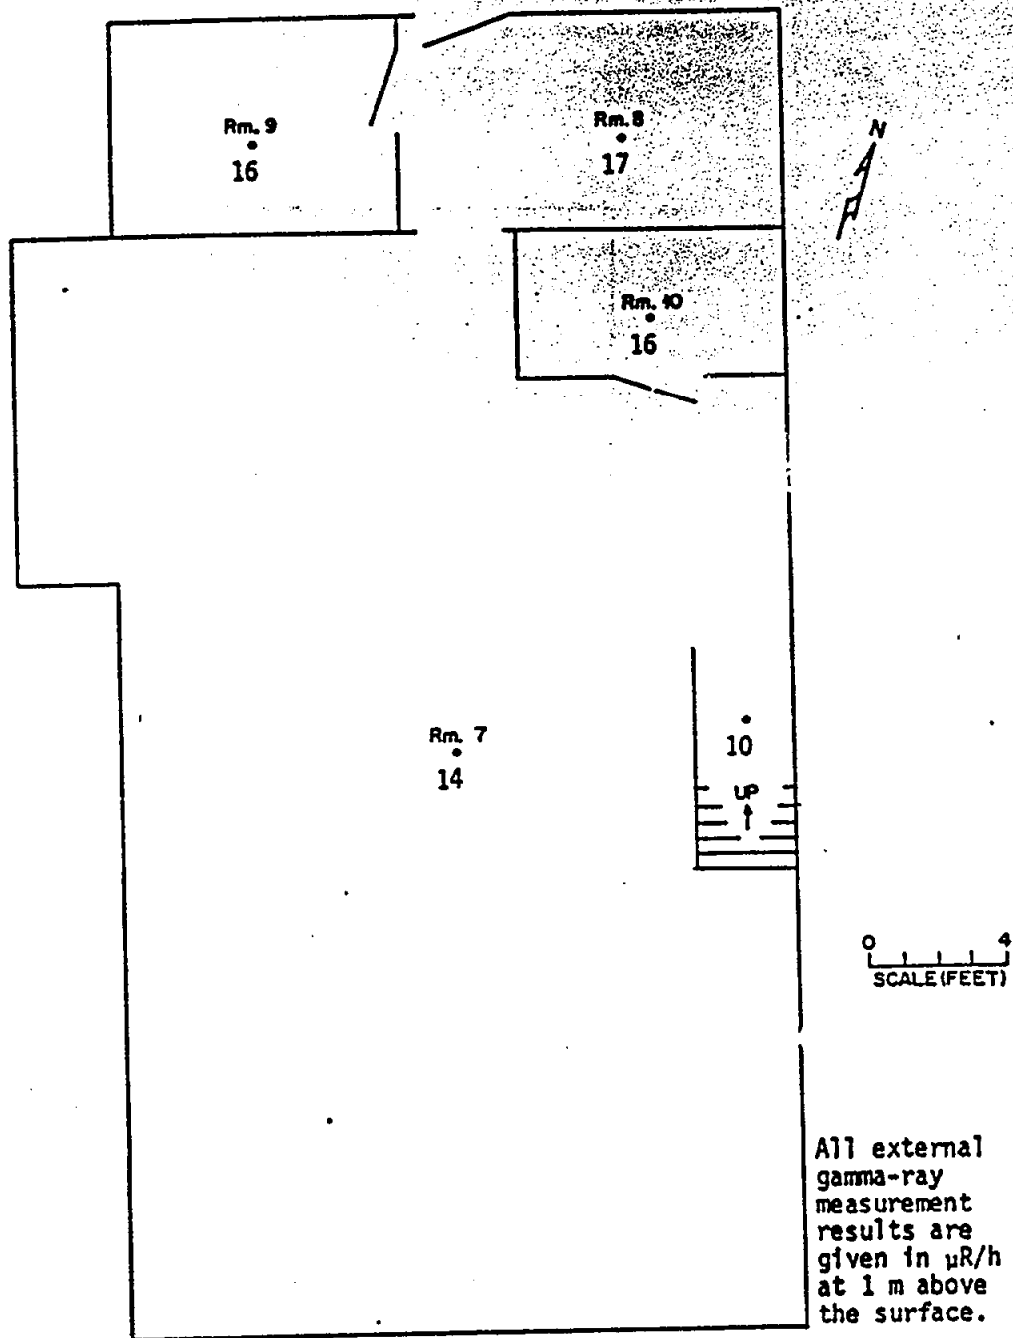 Rm. 9
16
Rm. 8
17
N
Rm. 10
16
Rm. 7
14
10
UP
0 4
SCALE (FEET)
All external
gamma-ray
measurement
results are
given in µR/h
at 1 m above
the surface.